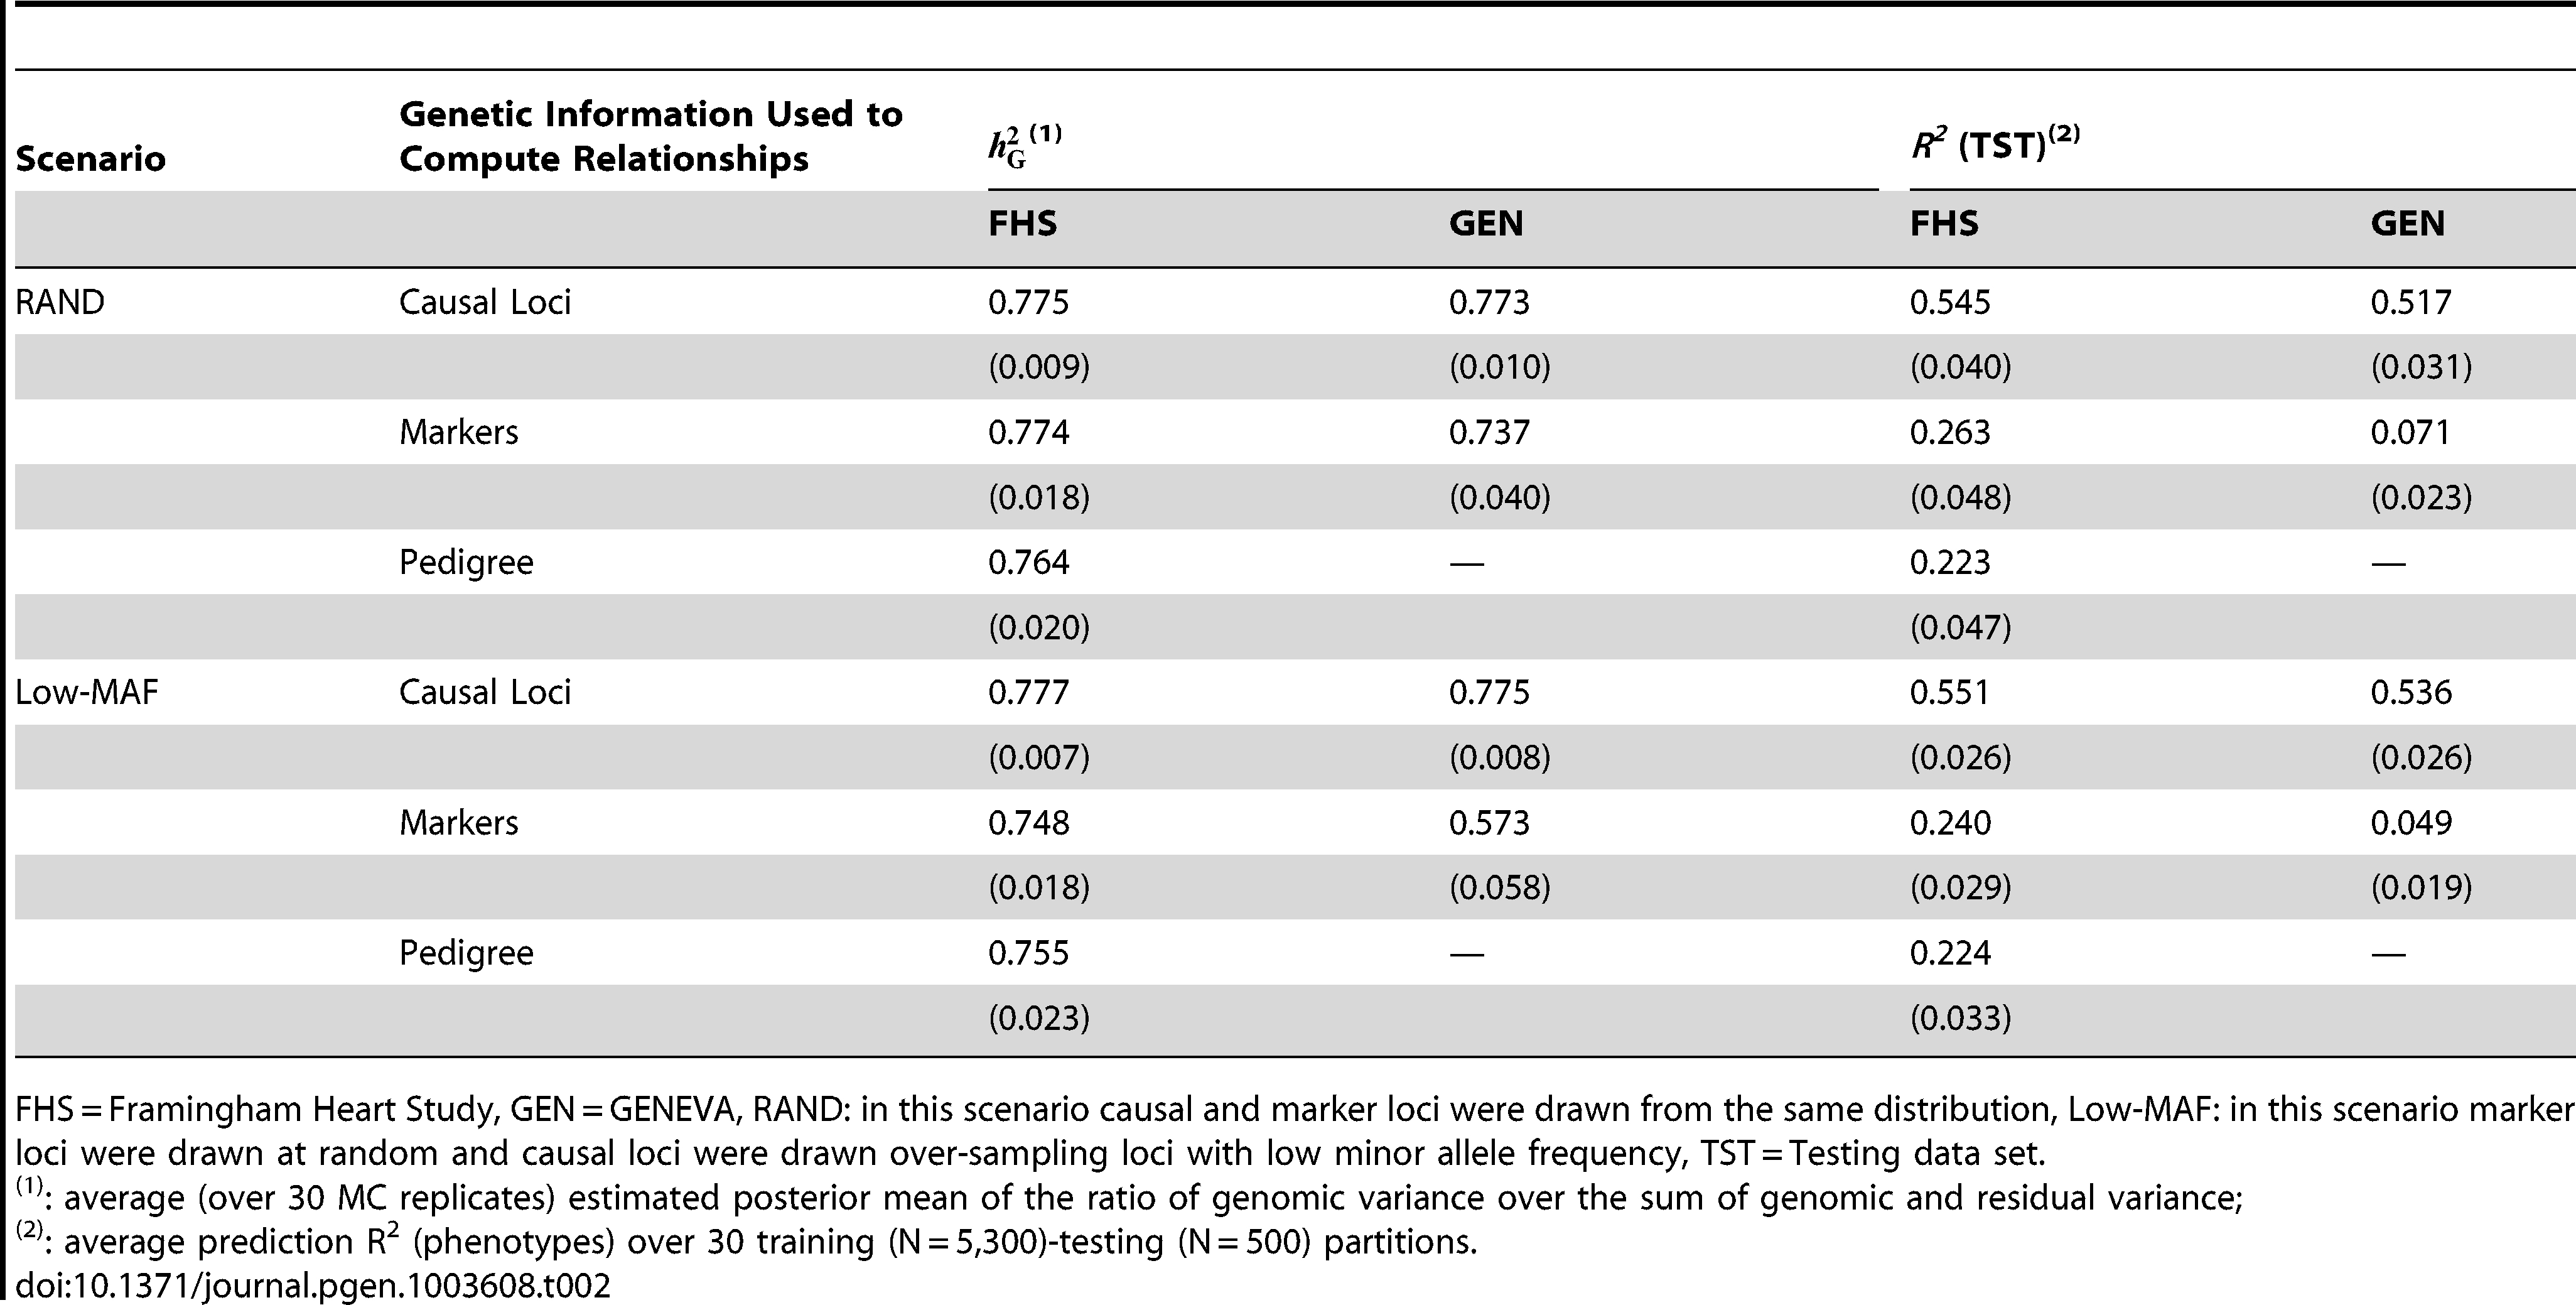 Scenario Genetic Information Used to Compute Relationships h²G (1) R² (TST)(2)
FHS GEN FHS GEN
RAND Causal Loci 0.775 0.773 0.545 0.517
(0.009) (0.010) (0.040) (0.031)
Markers 0.774 0.737 0.263 0.071
(0.018) (0.040) (0.048) (0.023)
Pedigree 0.764 — 0.223 —
(0.020) (0.047)
Low-MAF Causal Loci 0.777 0.775 0.551 0.536
(0.007) (0.008) (0.026) (0.026)
Markers 0.748 0.573 0.240 0.049
(0.018) (0.058) (0.029) (0.019)
Pedigree 0.755 — 0.224 —
(0.023) (0.033)
FHS = Framingham Heart Study, GEN = GENEVA, RAND: in this scenario causal and marker loci were drawn from the same distribution, Low-MAF: in this scenario marker
loci were drawn at random and causal loci were drawn over-sampling loci with low minor allele frequency, TST = Testing data set.
(1): average (over 30 MC replicates) estimated posterior mean of the ratio of genomic variance over the sum of genomic and residual variance;
(2): average prediction R² (phenotypes) over 30 training (N = 5,300)-testing (N = 500) partitions.
doi:10.1371/journal.pgen.1003608.t002